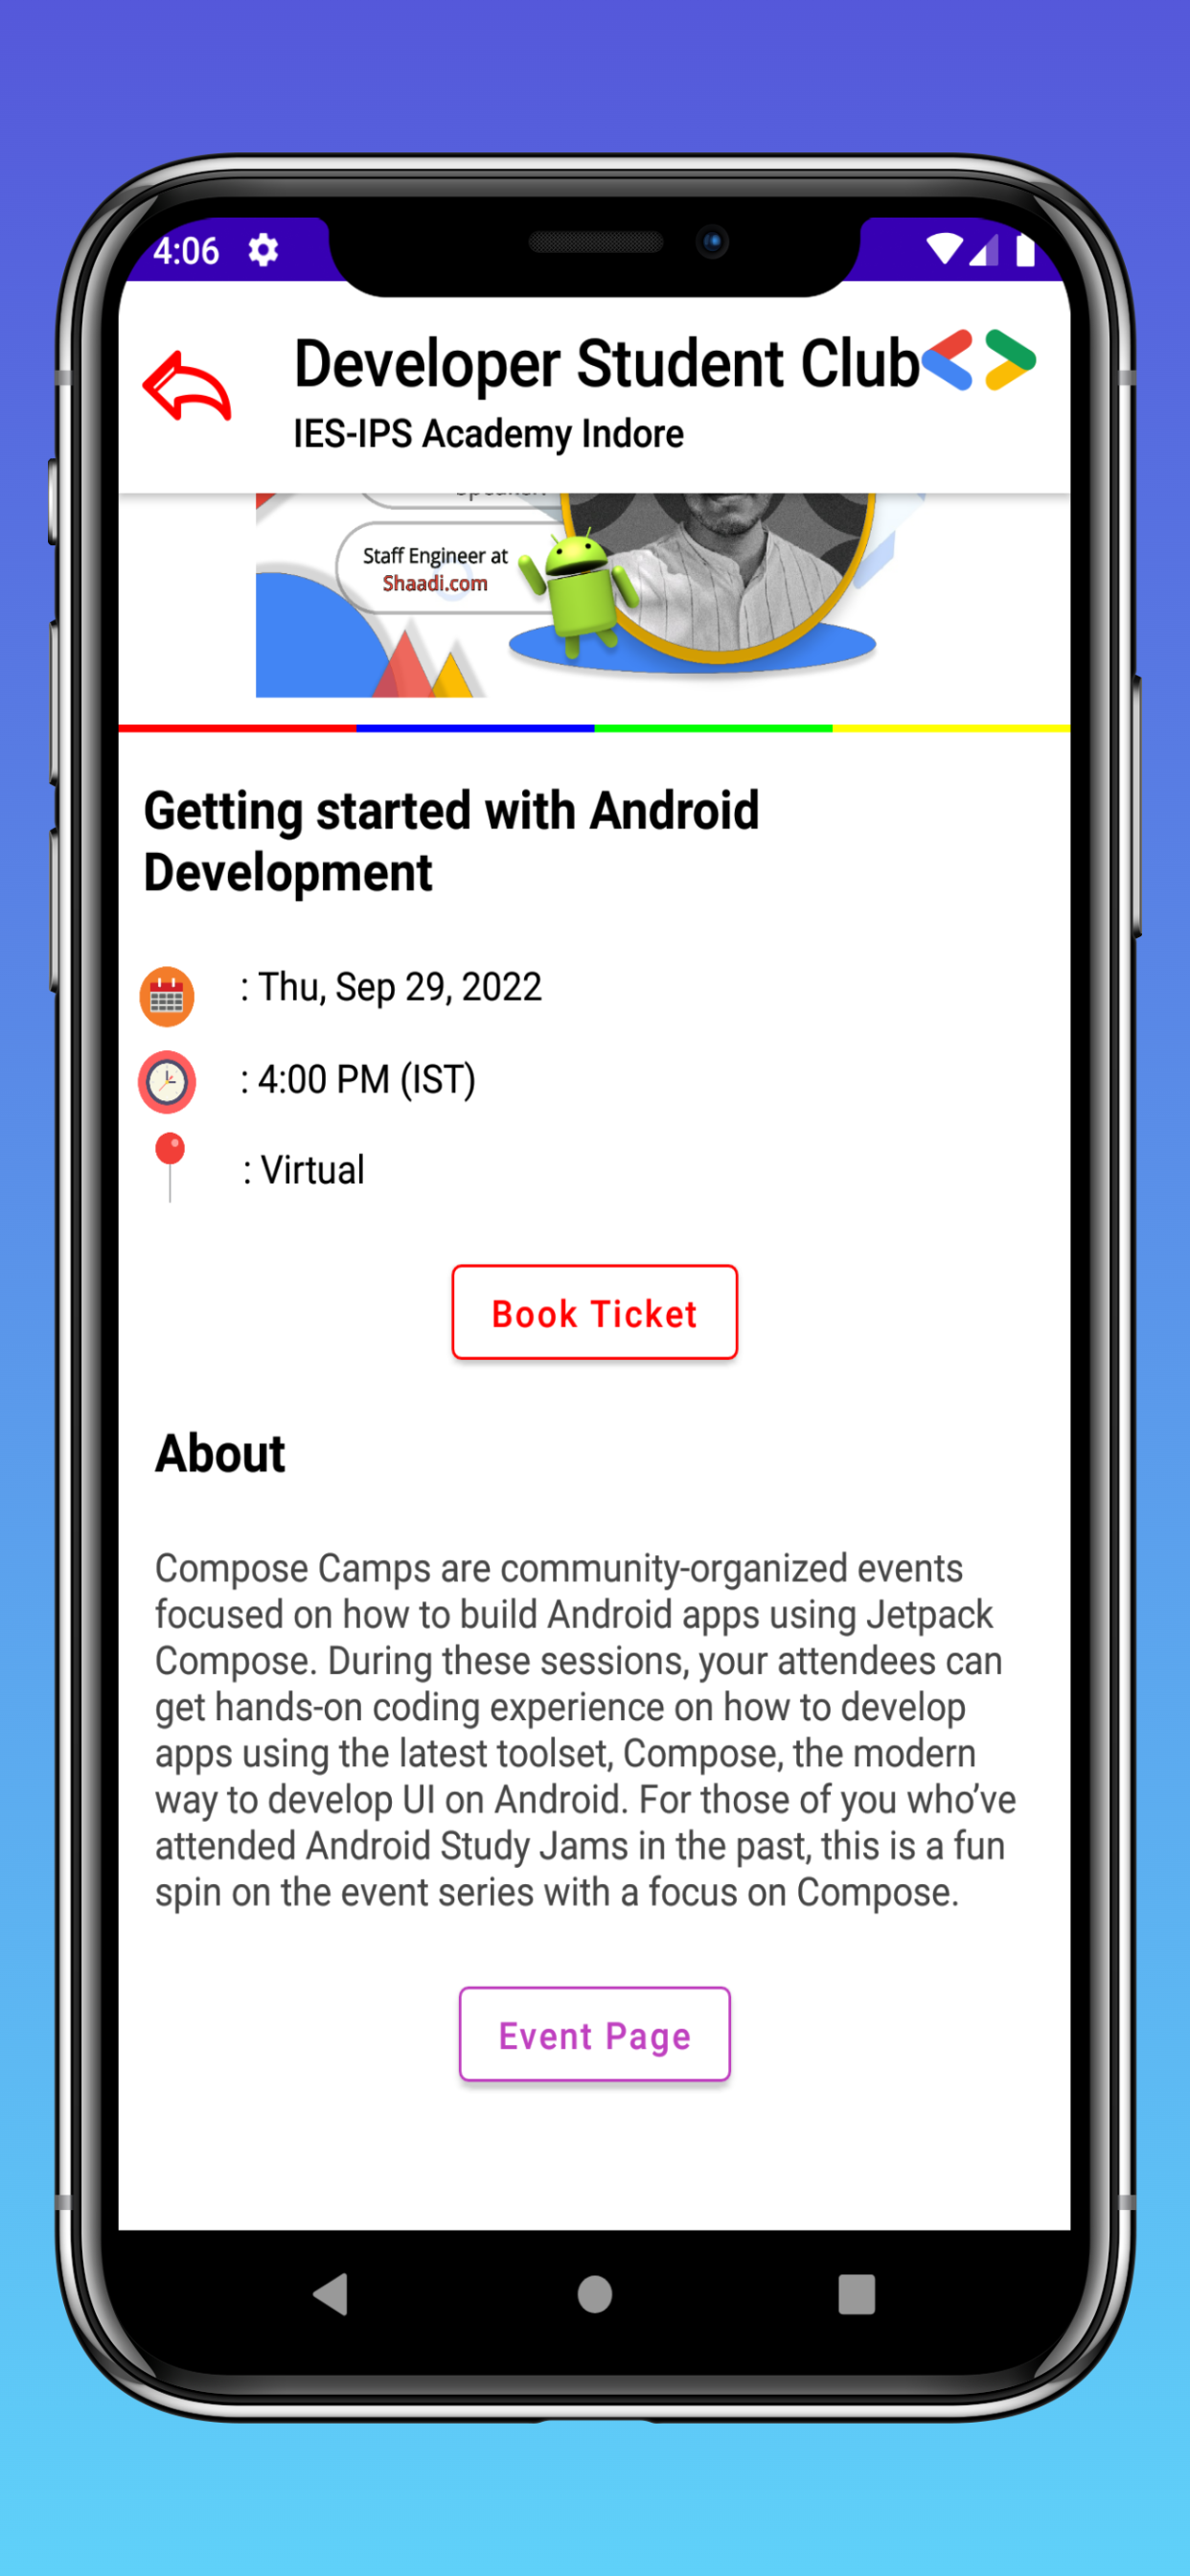 4:06
Developer Student Club
IES-IPS Academy Indore
Speaker:
Staff Engineer at
Shaadi.com
Getting started with Android
Development
: Thu, Sep 29, 2022
: 4:00 PM (IST)
: Virtual
Book Ticket
About
Compose Camps are community-organized events
focused on how to build Android apps using Jetpack
Compose. During these sessions, your attendees can
get hands-on coding experience on how to develop
apps using the latest toolset, Compose, the modern
way to develop UI on Android. For those of you who’ve
attended Android Study Jams in the past, this is a fun
spin on the event series with a focus on Compose.
Event Page